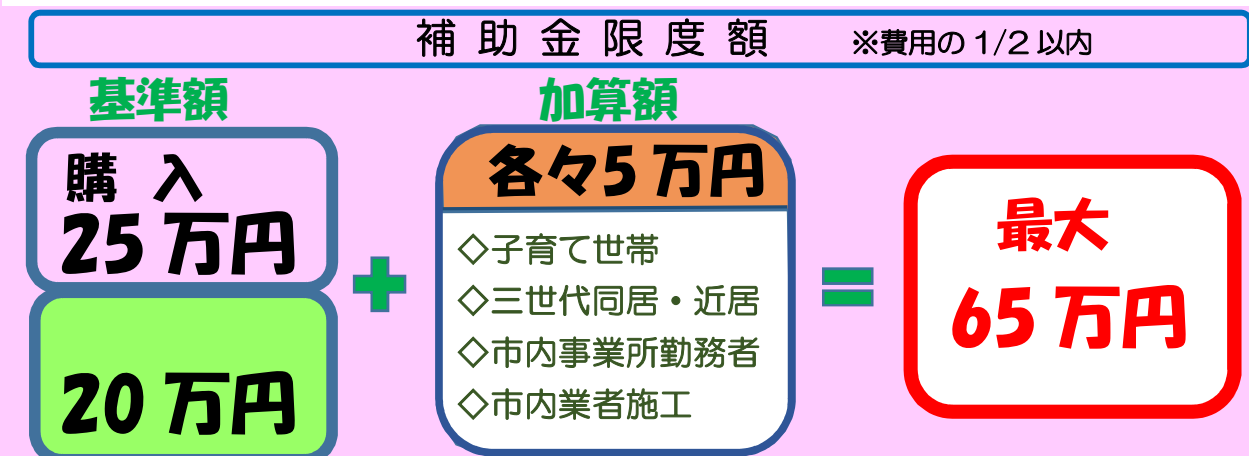 補助金限度額 ※費用の1/2以内
基準額
購入
25万円
20万円
+
加算額
各々5万円
◇子育て世帯
◇三世代同居・近居
◇市内事業所勤務者
◇市内業者施工
=
最大
65万円